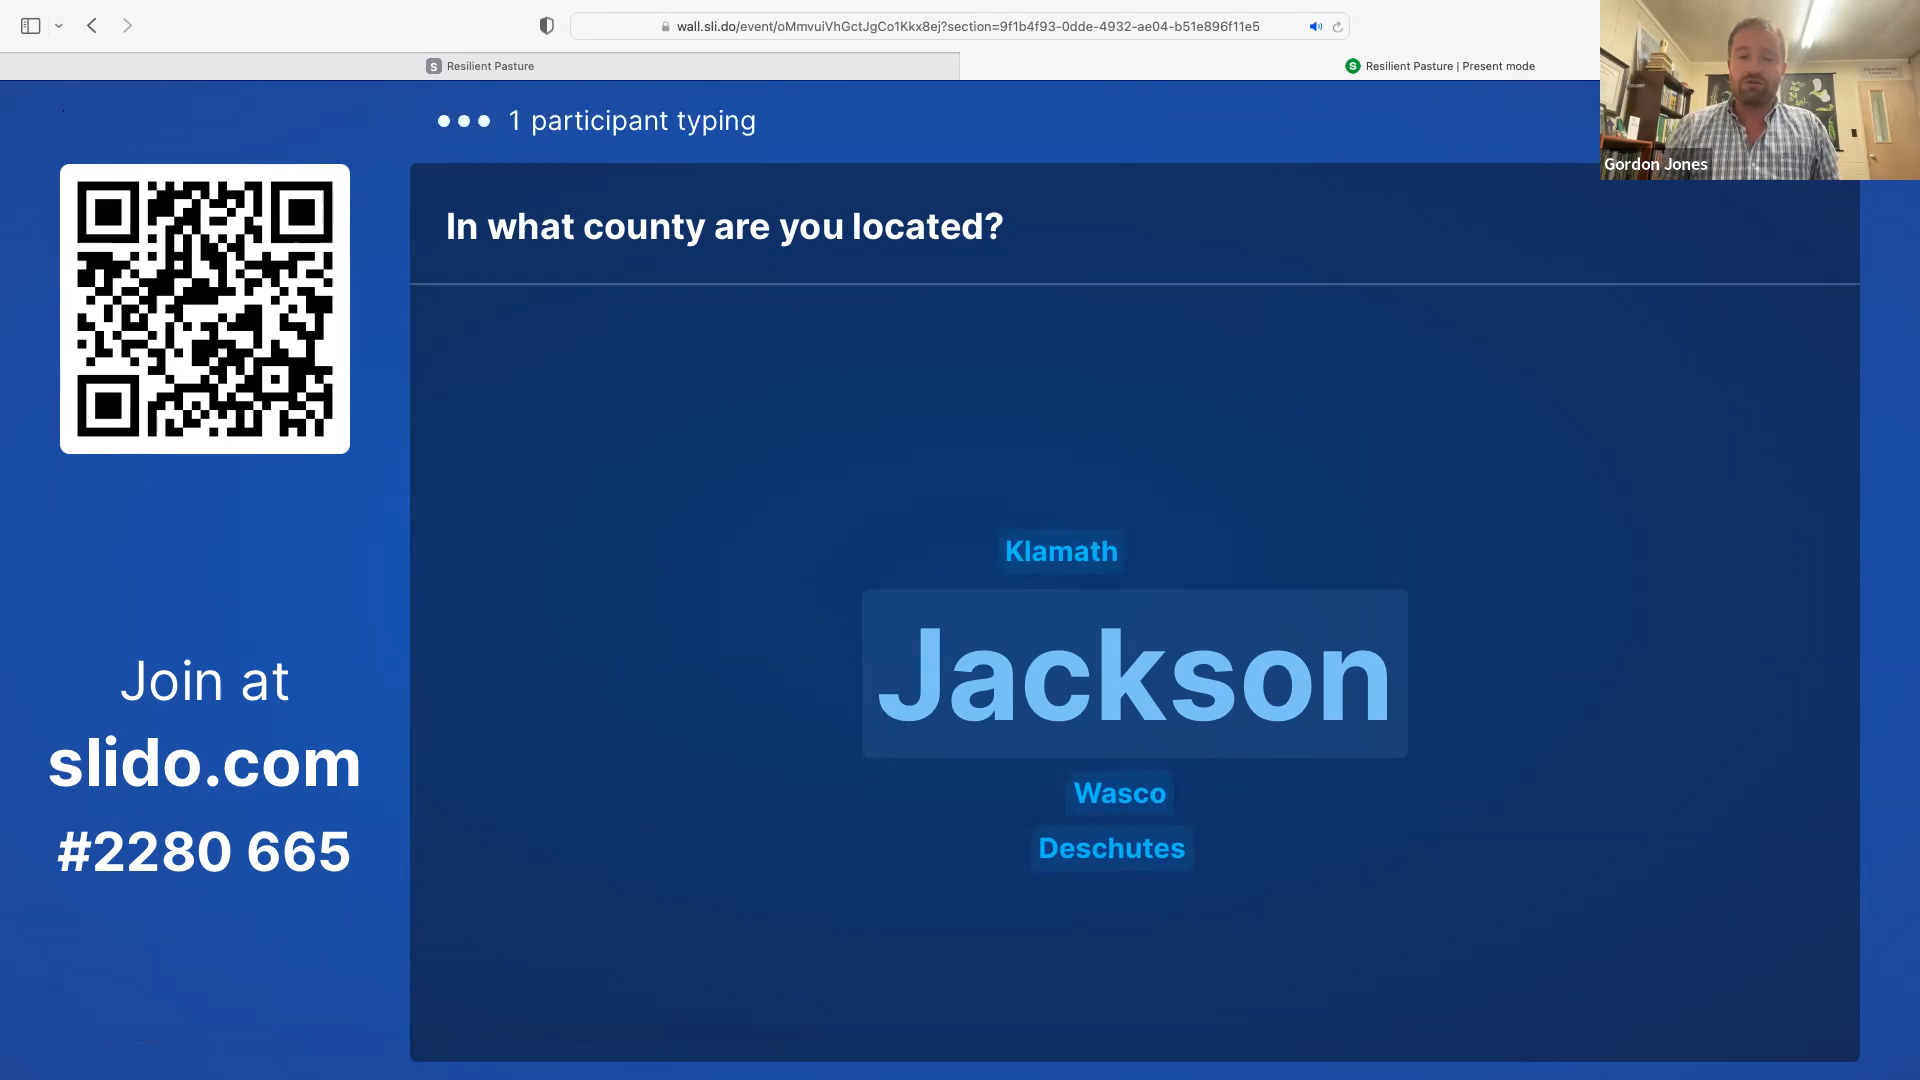 wall.sli.do/event/oMmvuiVhGctJgCo1Kkx8ej?section=9f1b4f93-0dde-4932-ae04-b51e896f11e5
S Resilient Pasture
S Resilient Pasture | Present mode
Gordon Jones
1 participant typing
In what county are you located?
Klamath
Jackson
Wasco
Deschutes
Join at
slido.com
#2280 665